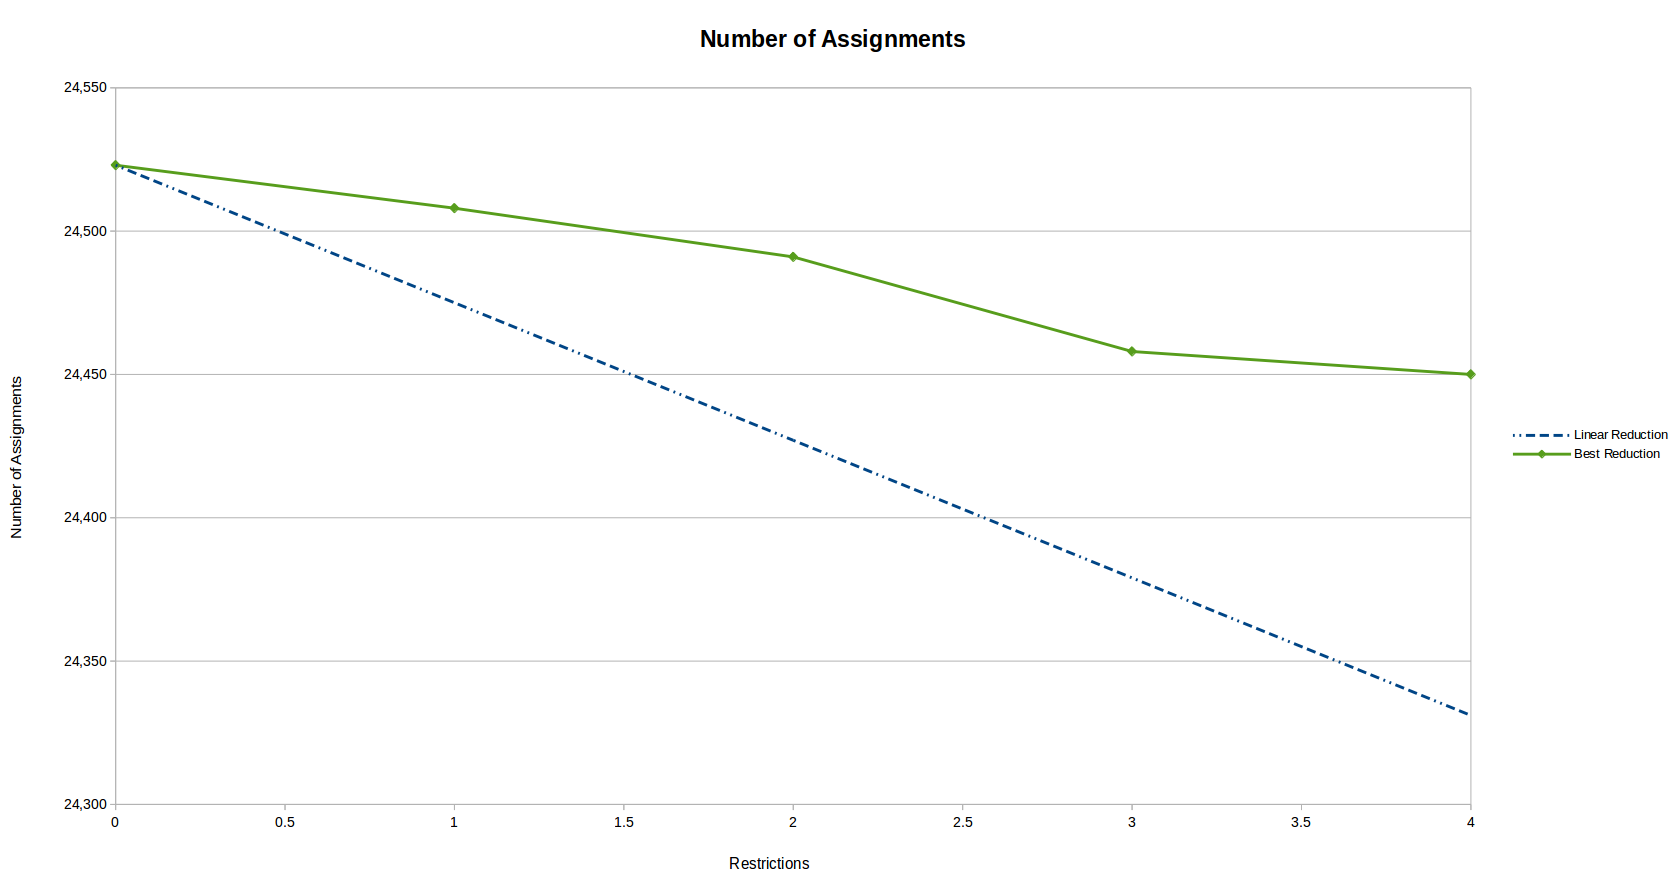 Number of Assignments
24,550
24,500
24,450
24,400
24,350
24,300
Number of Assignments
0 0.5 1 1.5 2 2.5 3 3.5 4
Restrictions
Linear Reduction
Best Reduction